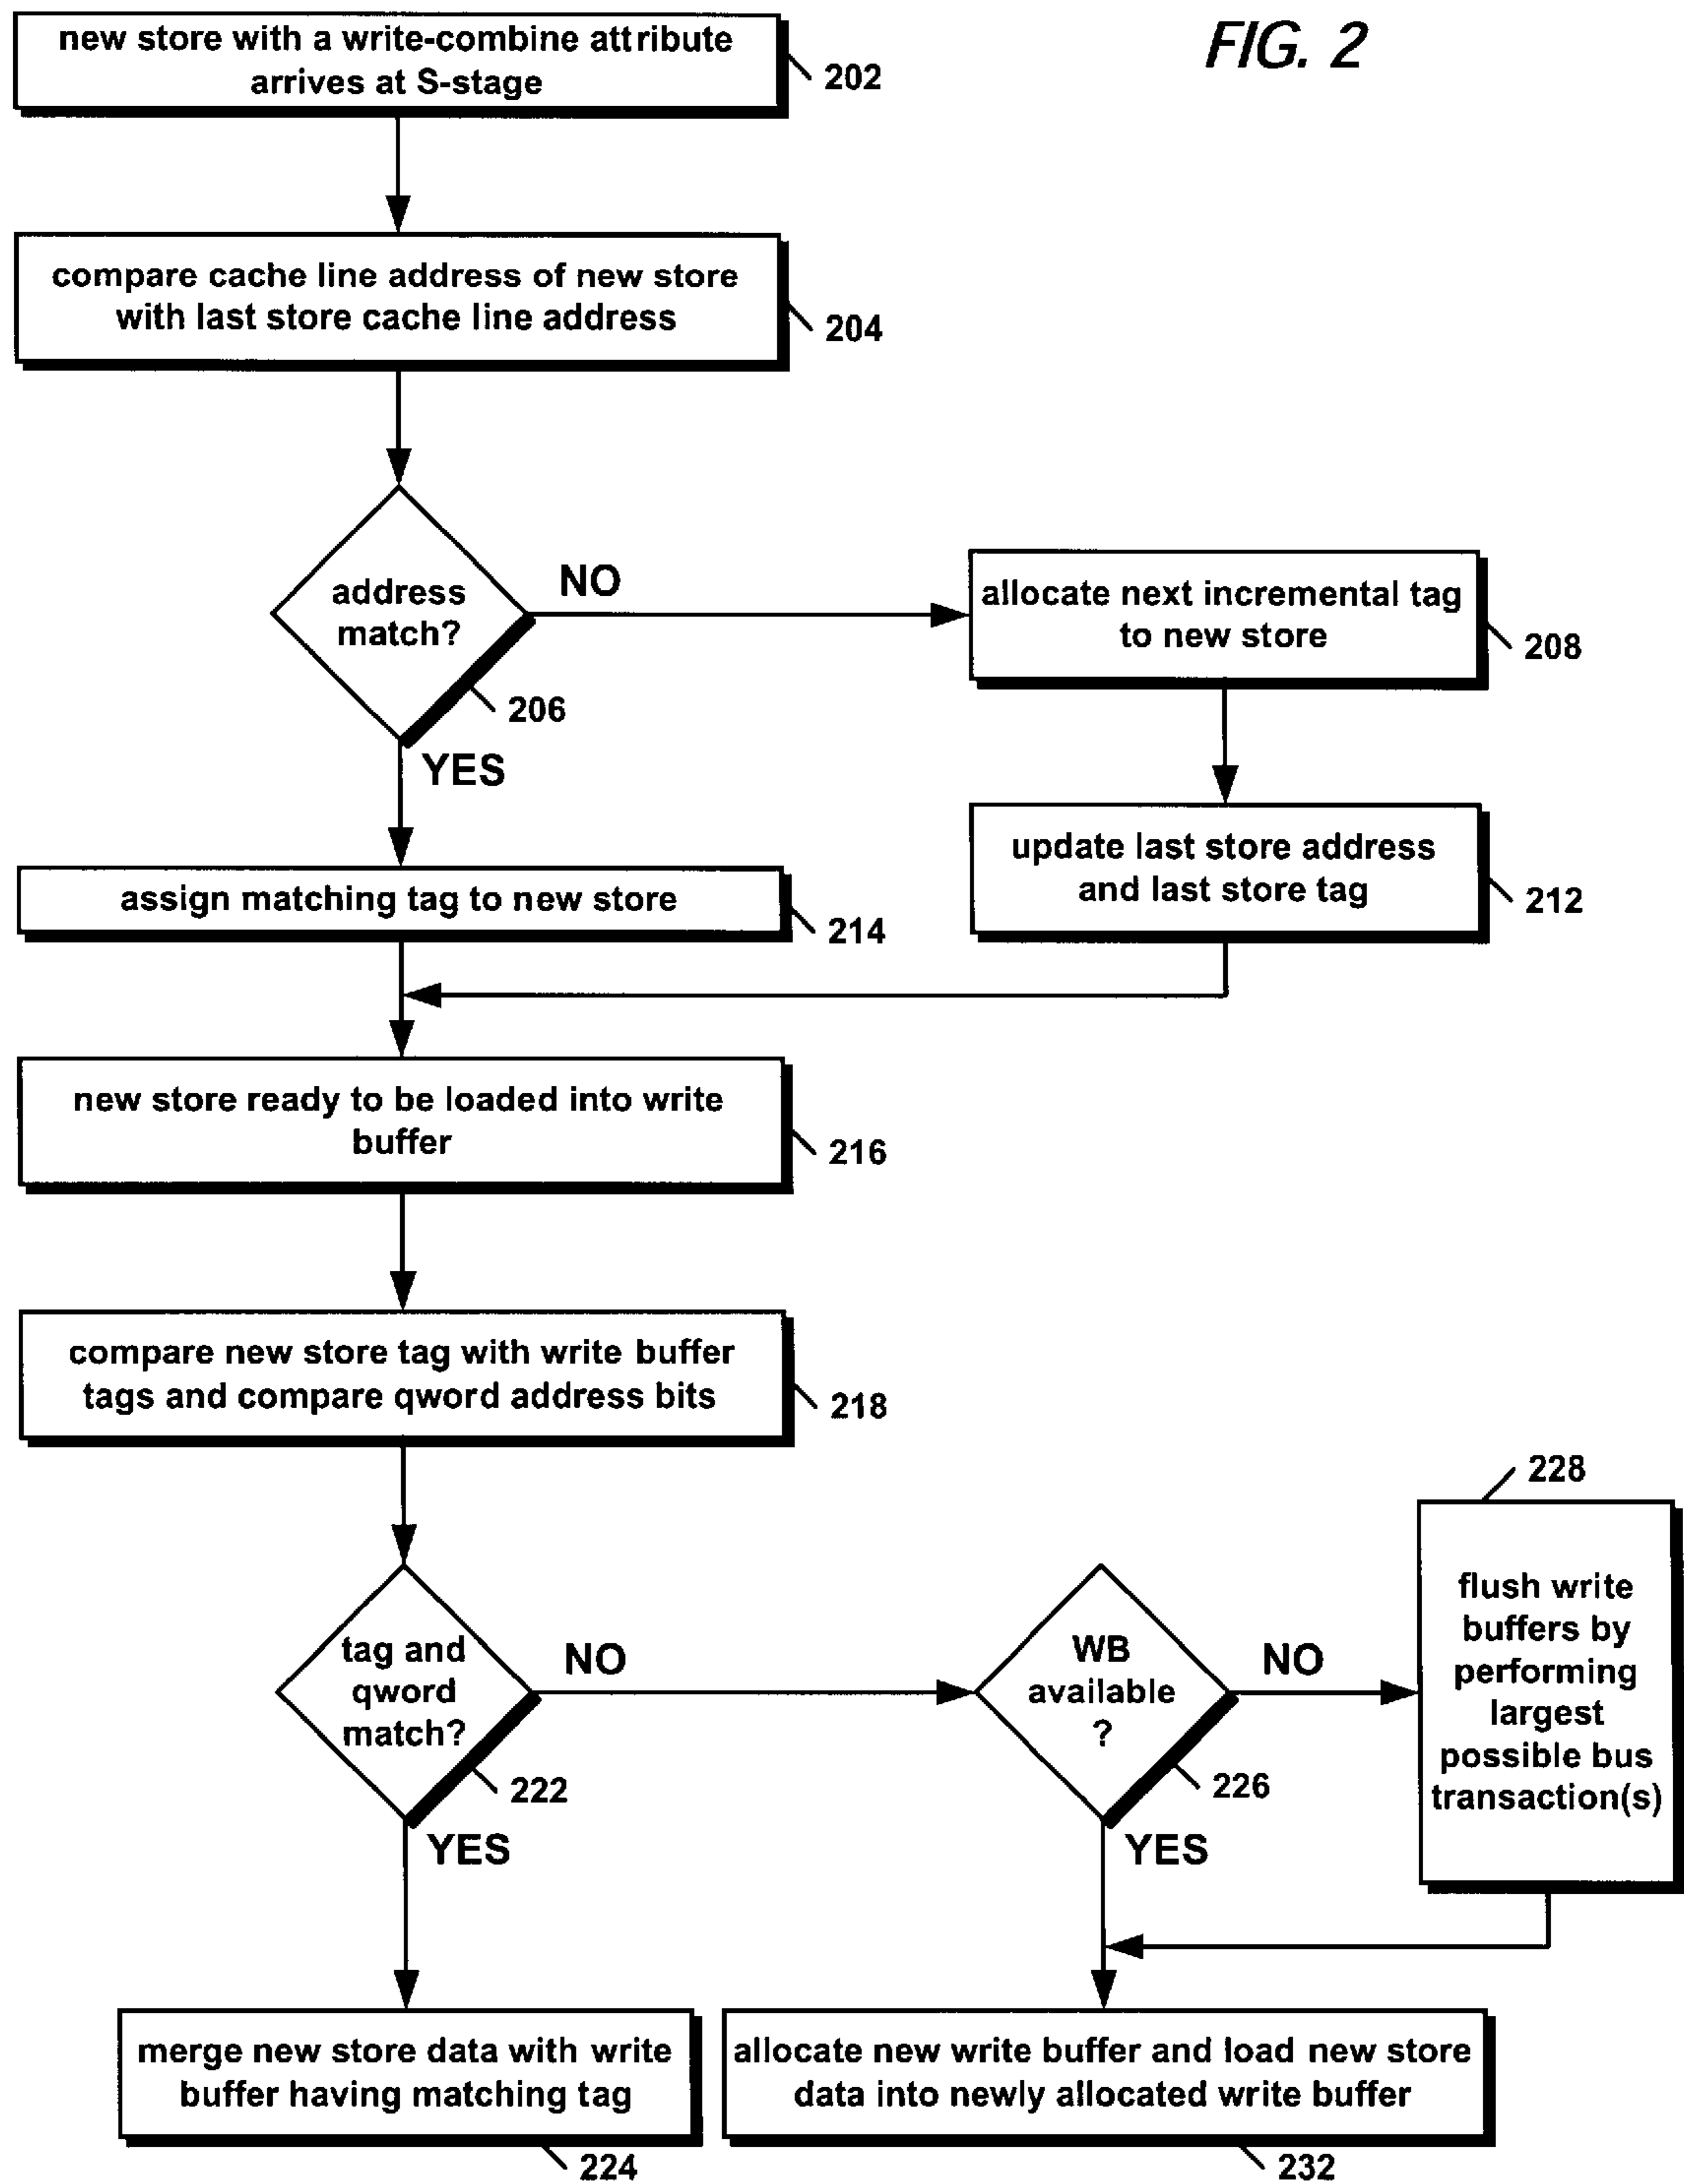 FIG. 2
new store with a write-combine attribute
arrives at S-stage
202
compare cache line address of new store
with last store cache line address
204
address
match?
206
NO
YES
allocate next incremental tag
to new store
208
update last store address
and last store tag
212
assign matching tag to new store
214
new store ready to be loaded into write
buffer
216
compare new store tag with write buffer
tags and compare qword address bits
218
tag and
qword
match?
222
NO
YES
WB
available
?
226
NO
YES
228
flush write
buffers by
performing
largest
possible bus
transaction(s)
merge new store data with write
buffer having matching tag
224
allocate new write buffer and load new store
data into newly allocated write buffer
232